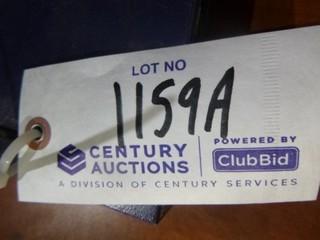 LOT NO
1159A
CENTURY AUCTIONS
POWERED BY
ClubBid
A DIVISION OF CENTURY SERVICES